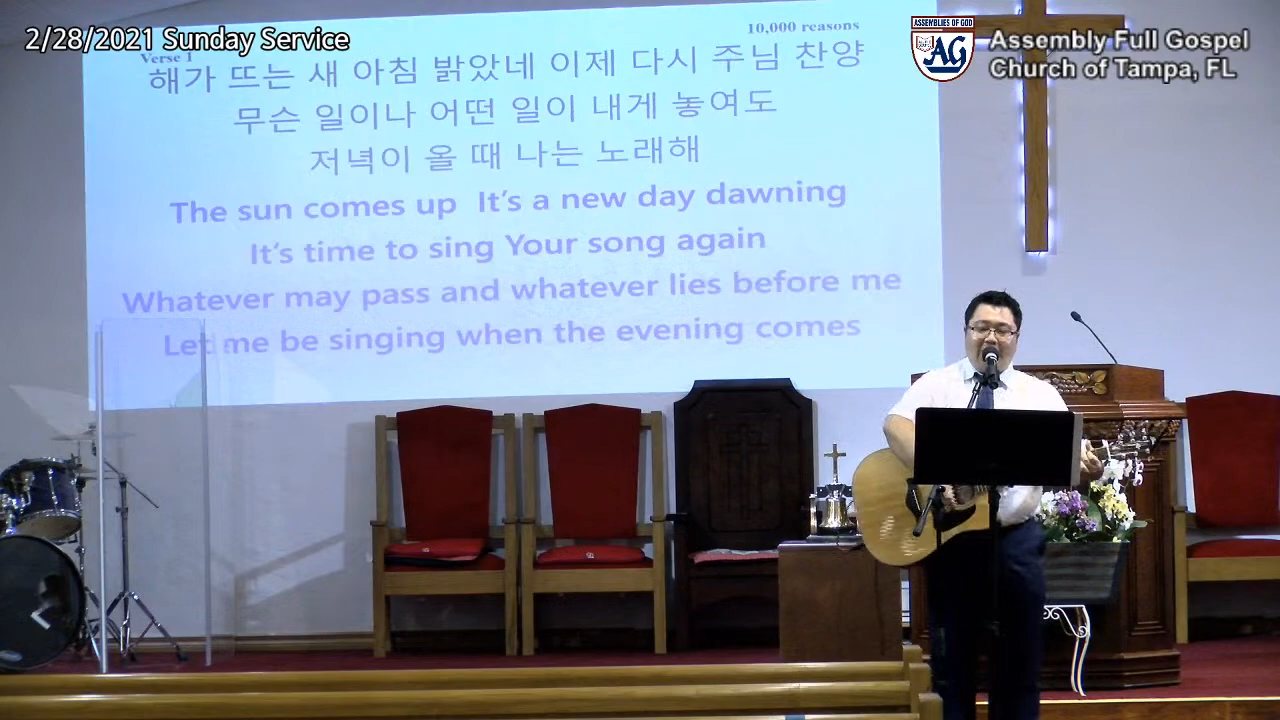 2/28/2021 Sunday Service
ASSEMBLIES OF GOD
AG
Assembly Full Gospel
Church of Tampa, FL
10,000 reasons
Verse 1
해가 뜨는 새 아침 밝았네 이제 다시 주님 찬양
무슨 일이나 어떤 일이 내게 놓여도
저녁이 올 때 나는 노래해
The sun comes up It's a new day dawning
It's time to sing Your song again
Whatever may pass and whatever lies before me
Let me be singing when the evening comes